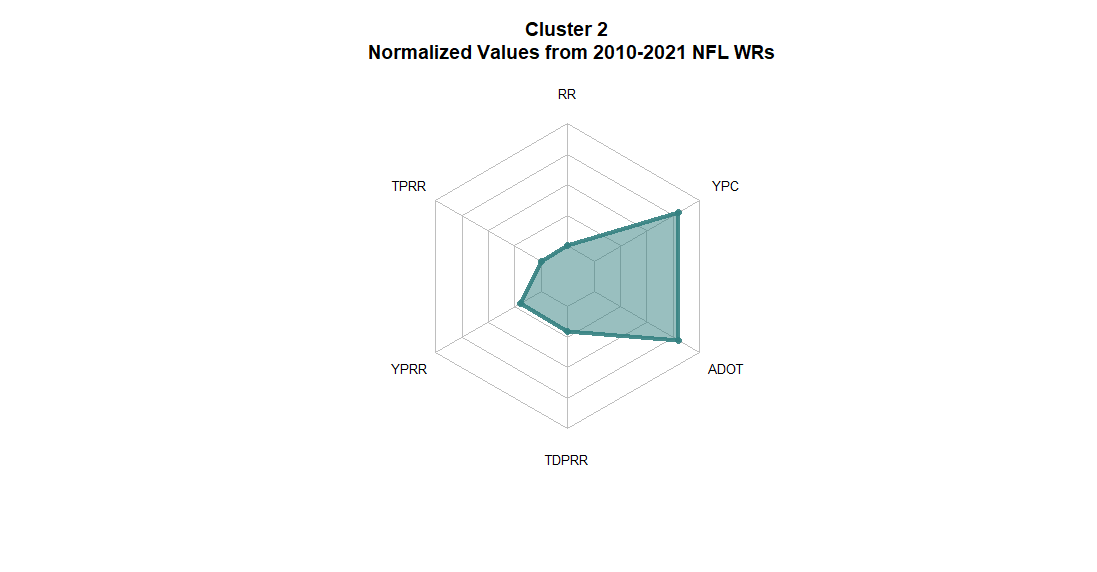 Cluster 2
Normalized Values from 2010-2021 NFL WRs
RR
TPRR
YPC
YPRR
ADOT
TDPRR